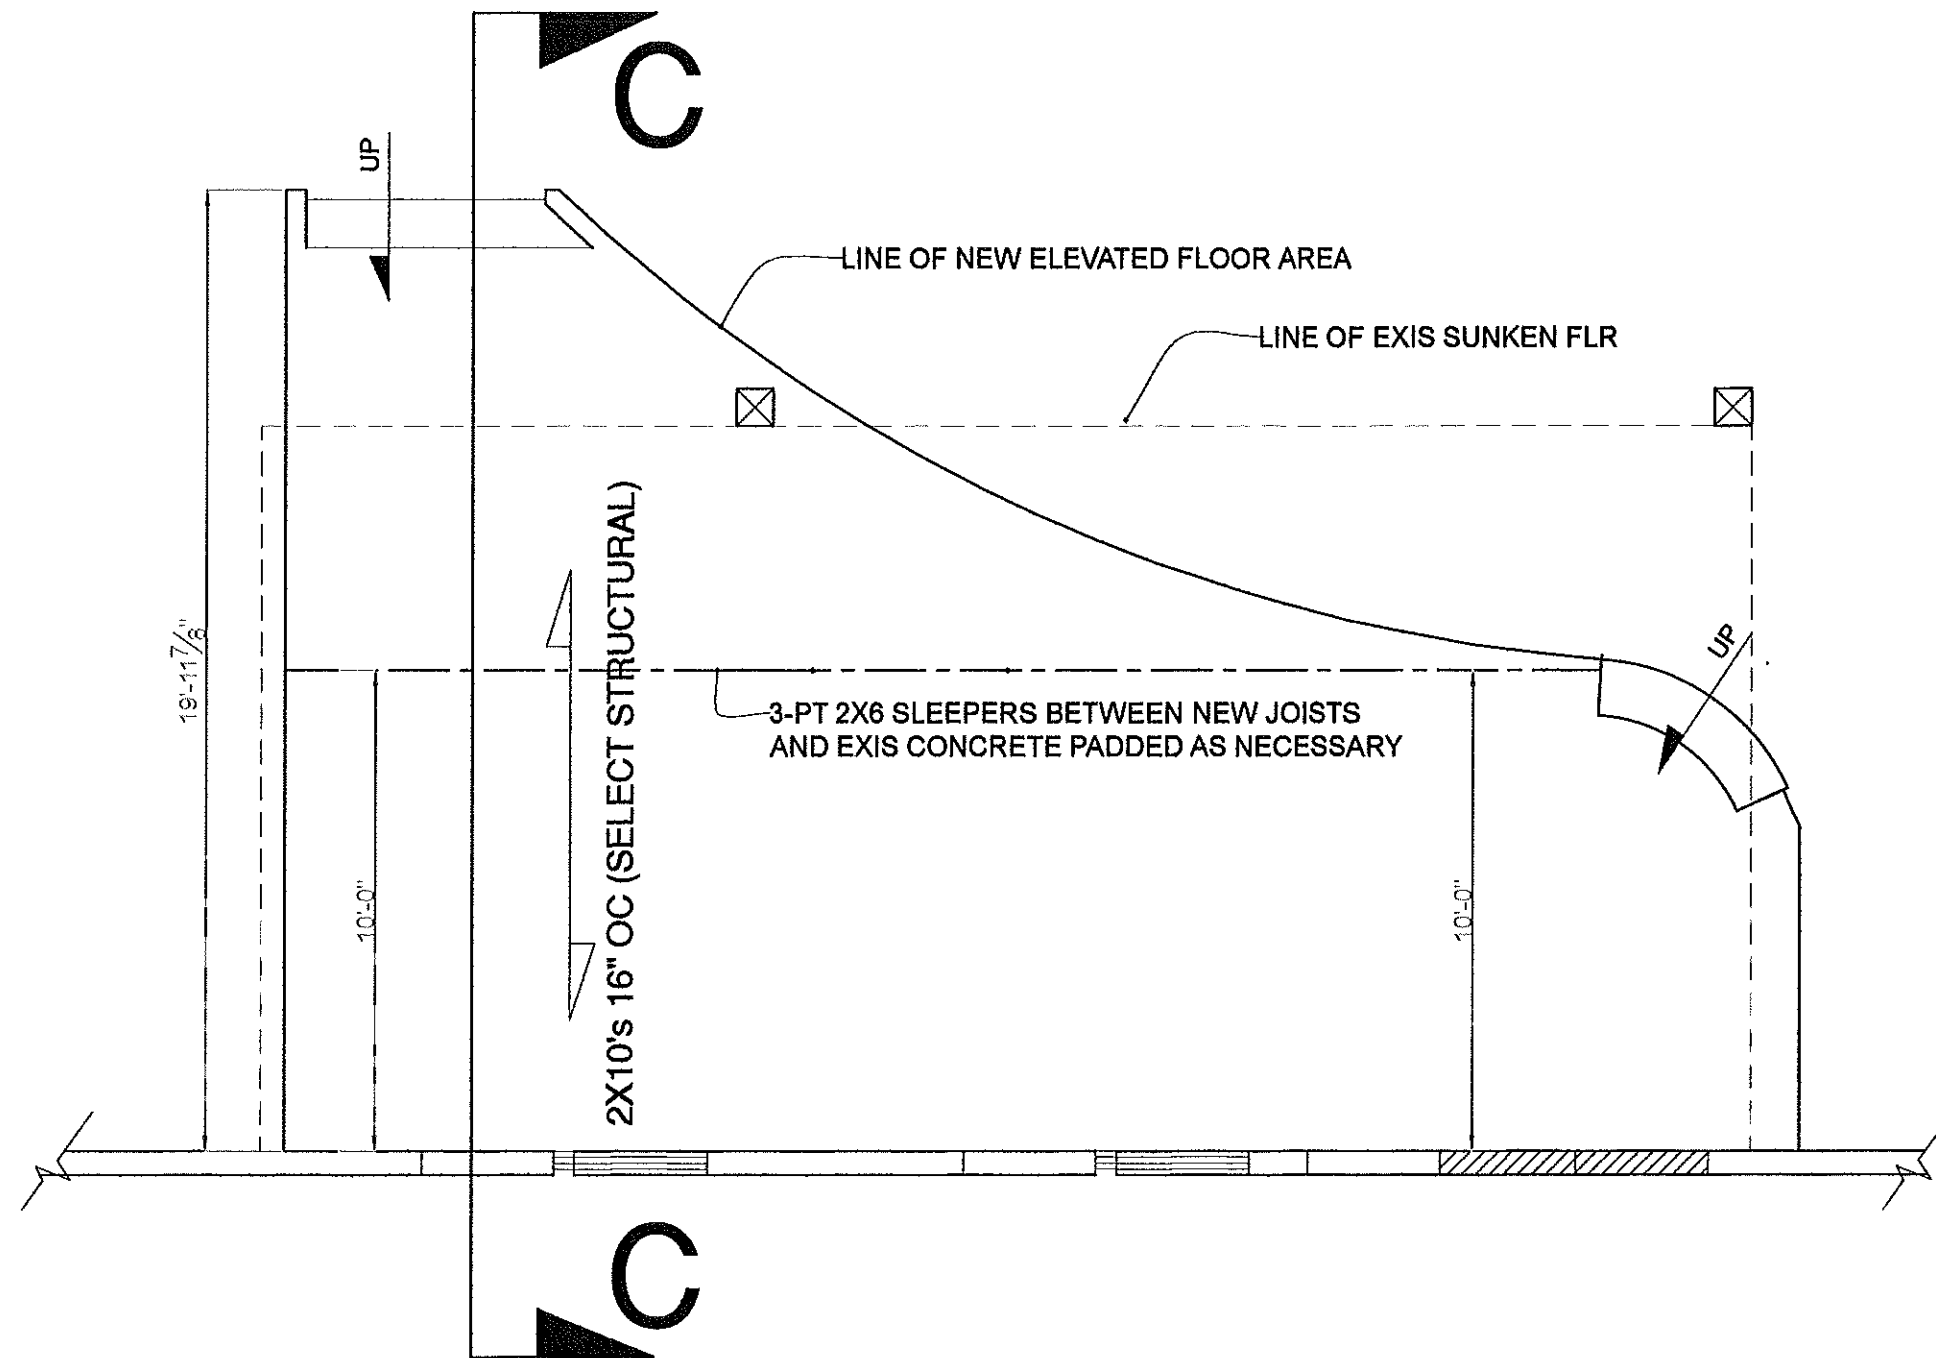 C
UP
LINE OF NEW ELEVATED FLOOR AREA
LINE OF EXIS SUNKEN FLR
2X10's 16" OC (SELECT STRUCTURAL)
19'-11 7/8"
UP
3-PT 2X6 SLEEPERS BETWEEN NEW JOISTS
AND EXIS CONCRETE PADDED AS NECESSARY
10'-0"
10'-0"
C